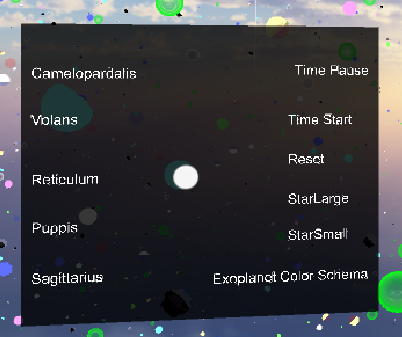 Camelopardalis
Volans
Reticulum
Puppis
Sagittarius
Time Pause
Time Start
Reset
StarLarge
StarSmall
Exoplanet Color Schema